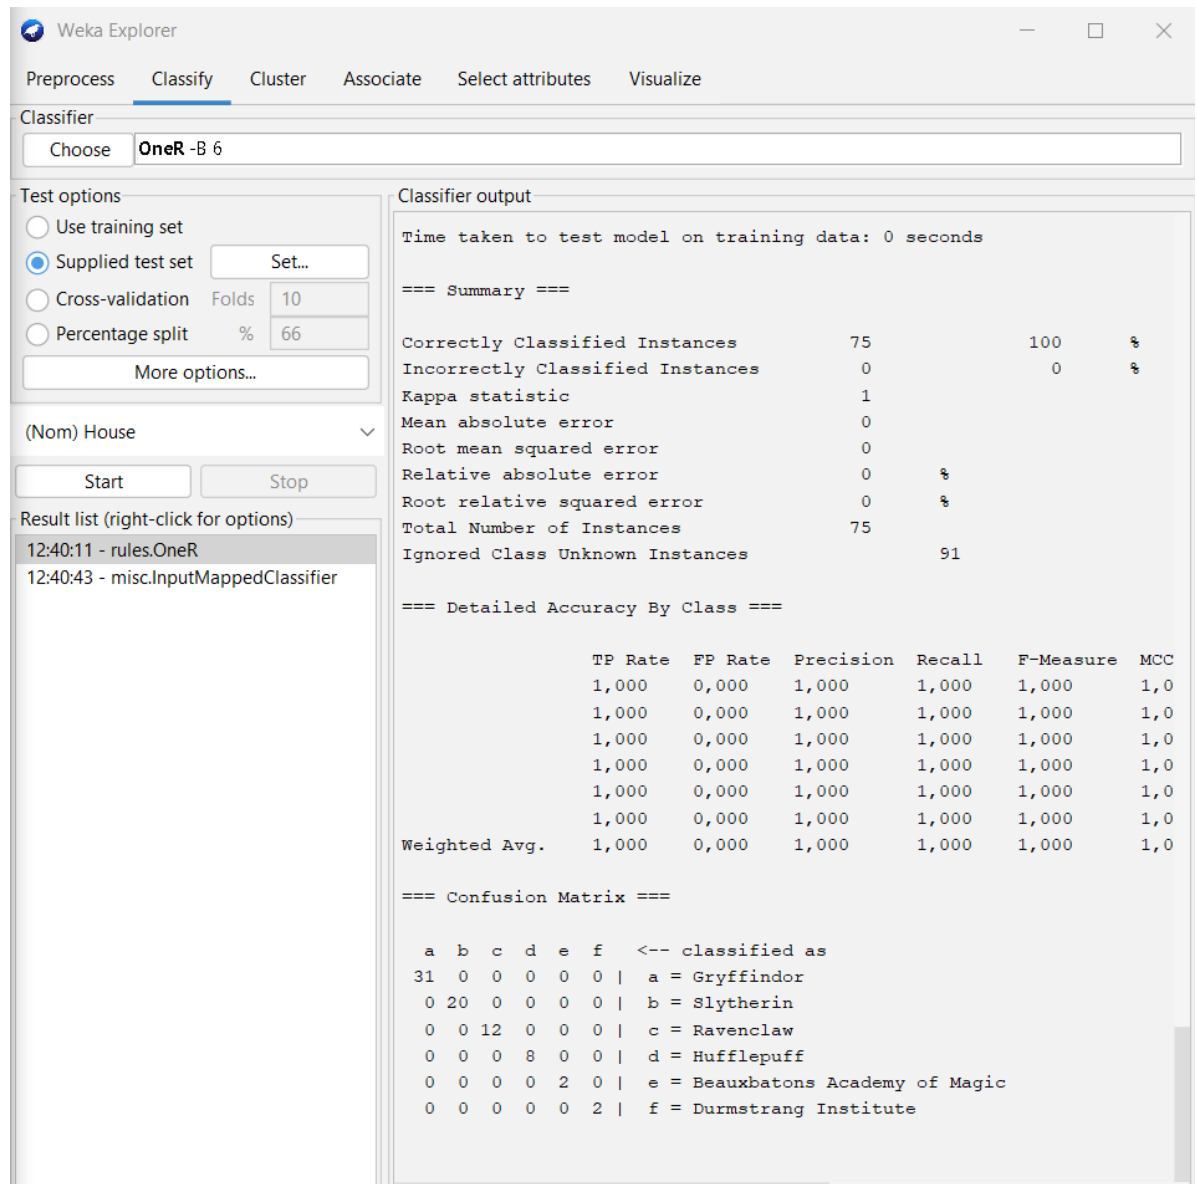 Weka Explorer
Preprocess Classify Cluster Associate Select attributes Visualize
Classifier
Choose OneR -B 6
Test options
Use training set
Supplied test set Set...
Cross-validation Folds 10
Percentage split % 66
More options...
(Nom) House
Start Stop
Result list (right-click for options)
12:40:11 - rules.OneR
12:40:43 - misc.InputMappedClassifier
Classifier output
Time taken to test model on training data: 0 seconds
=== Summary ===
Correctly Classified Instances 75 100 %
Incorrectly Classified Instances 0 0 %
Kappa statistic 1
Mean absolute error 0
Root mean squared error 0
Relative absolute error 0 %
Root relative squared error 0 %
Total Number of Instances 75
Ignored Class Unknown Instances 91
=== Detailed Accuracy By Class ===
TP Rate FP Rate Precision Recall F-Measure MCC
1,000 0,000 1,000 1,000 1,000 1,0
1,000 0,000 1,000 1,000 1,000 1,0
1,000 0,000 1,000 1,000 1,000 1,0
1,000 0,000 1,000 1,000 1,000 1,0
1,000 0,000 1,000 1,000 1,000 1,0
1,000 0,000 1,000 1,000 1,000 1,0
Weighted Avg. 1,000 0,000 1,000 1,000 1,000 1,0
=== Confusion Matrix ===
a b c d e f <-- classified as
31 0 0 0 0 0 | a = Gryffindor
0 20 0 0 0 0 | b = Slytherin
0 0 12 0 0 0 | c = Ravenclaw
0 0 0 8 0 0 | d = Hufflepuff
0 0 0 0 2 0 | e = Beauxbatons Academy of Magic
0 0 0 0 0 2 | f = Durmstrang Institute